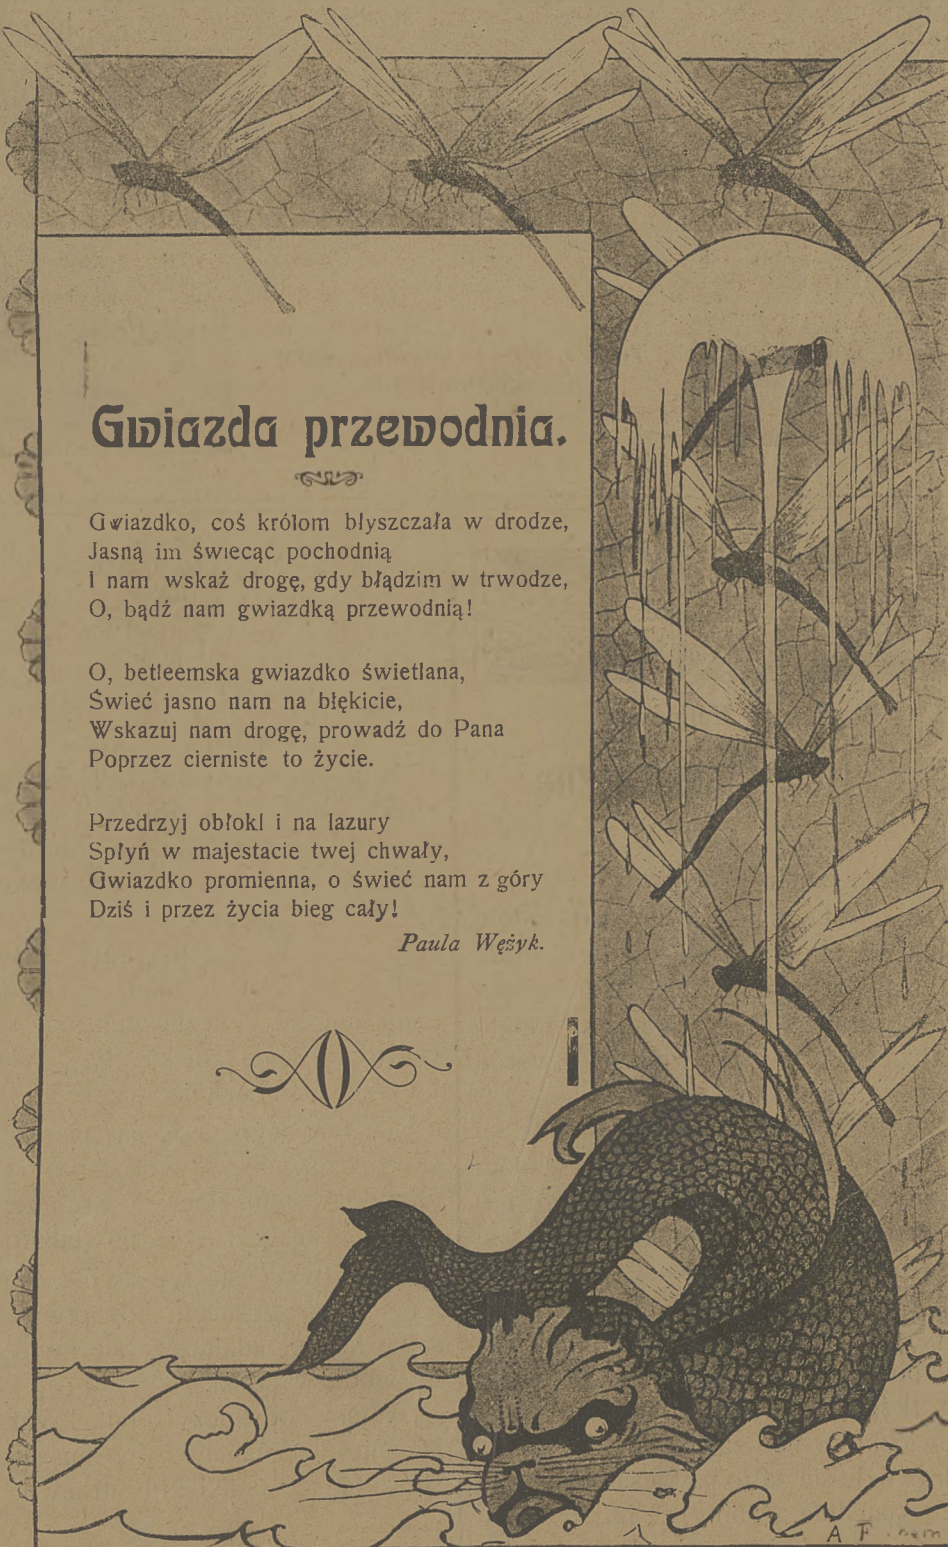 Gwiazda przewodnia.
Gwiazdko, coś królom błyszczała w drodze,
Jasną im świecąc pochodnią
I nam wskaż drogę, gdy błądzim w trwodze,
O, bądź nam gwiazdką przewodnią!
O, betleemska gwiazdko świetlana,
Świeć jasno nam na błękicie,
Wskazuj nam drogę, prowadź do Pana
Poprzez cierniste to życie.
Przedrzyj obłokl i na lazury
Spłyń w majestacie twej chwały,
Gwiazdko promienna, o świeć nam z góry
Dziś i przez życia bieg cały!
Paula Wężyk.
A F